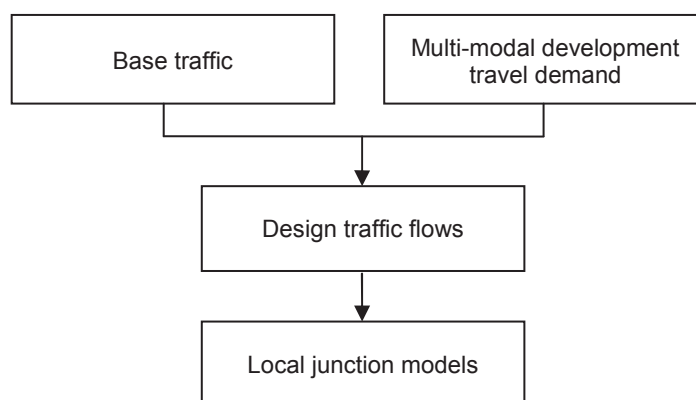 Base traffic
Multi-modal development
travel demand
Design traffic flows
Local junction models